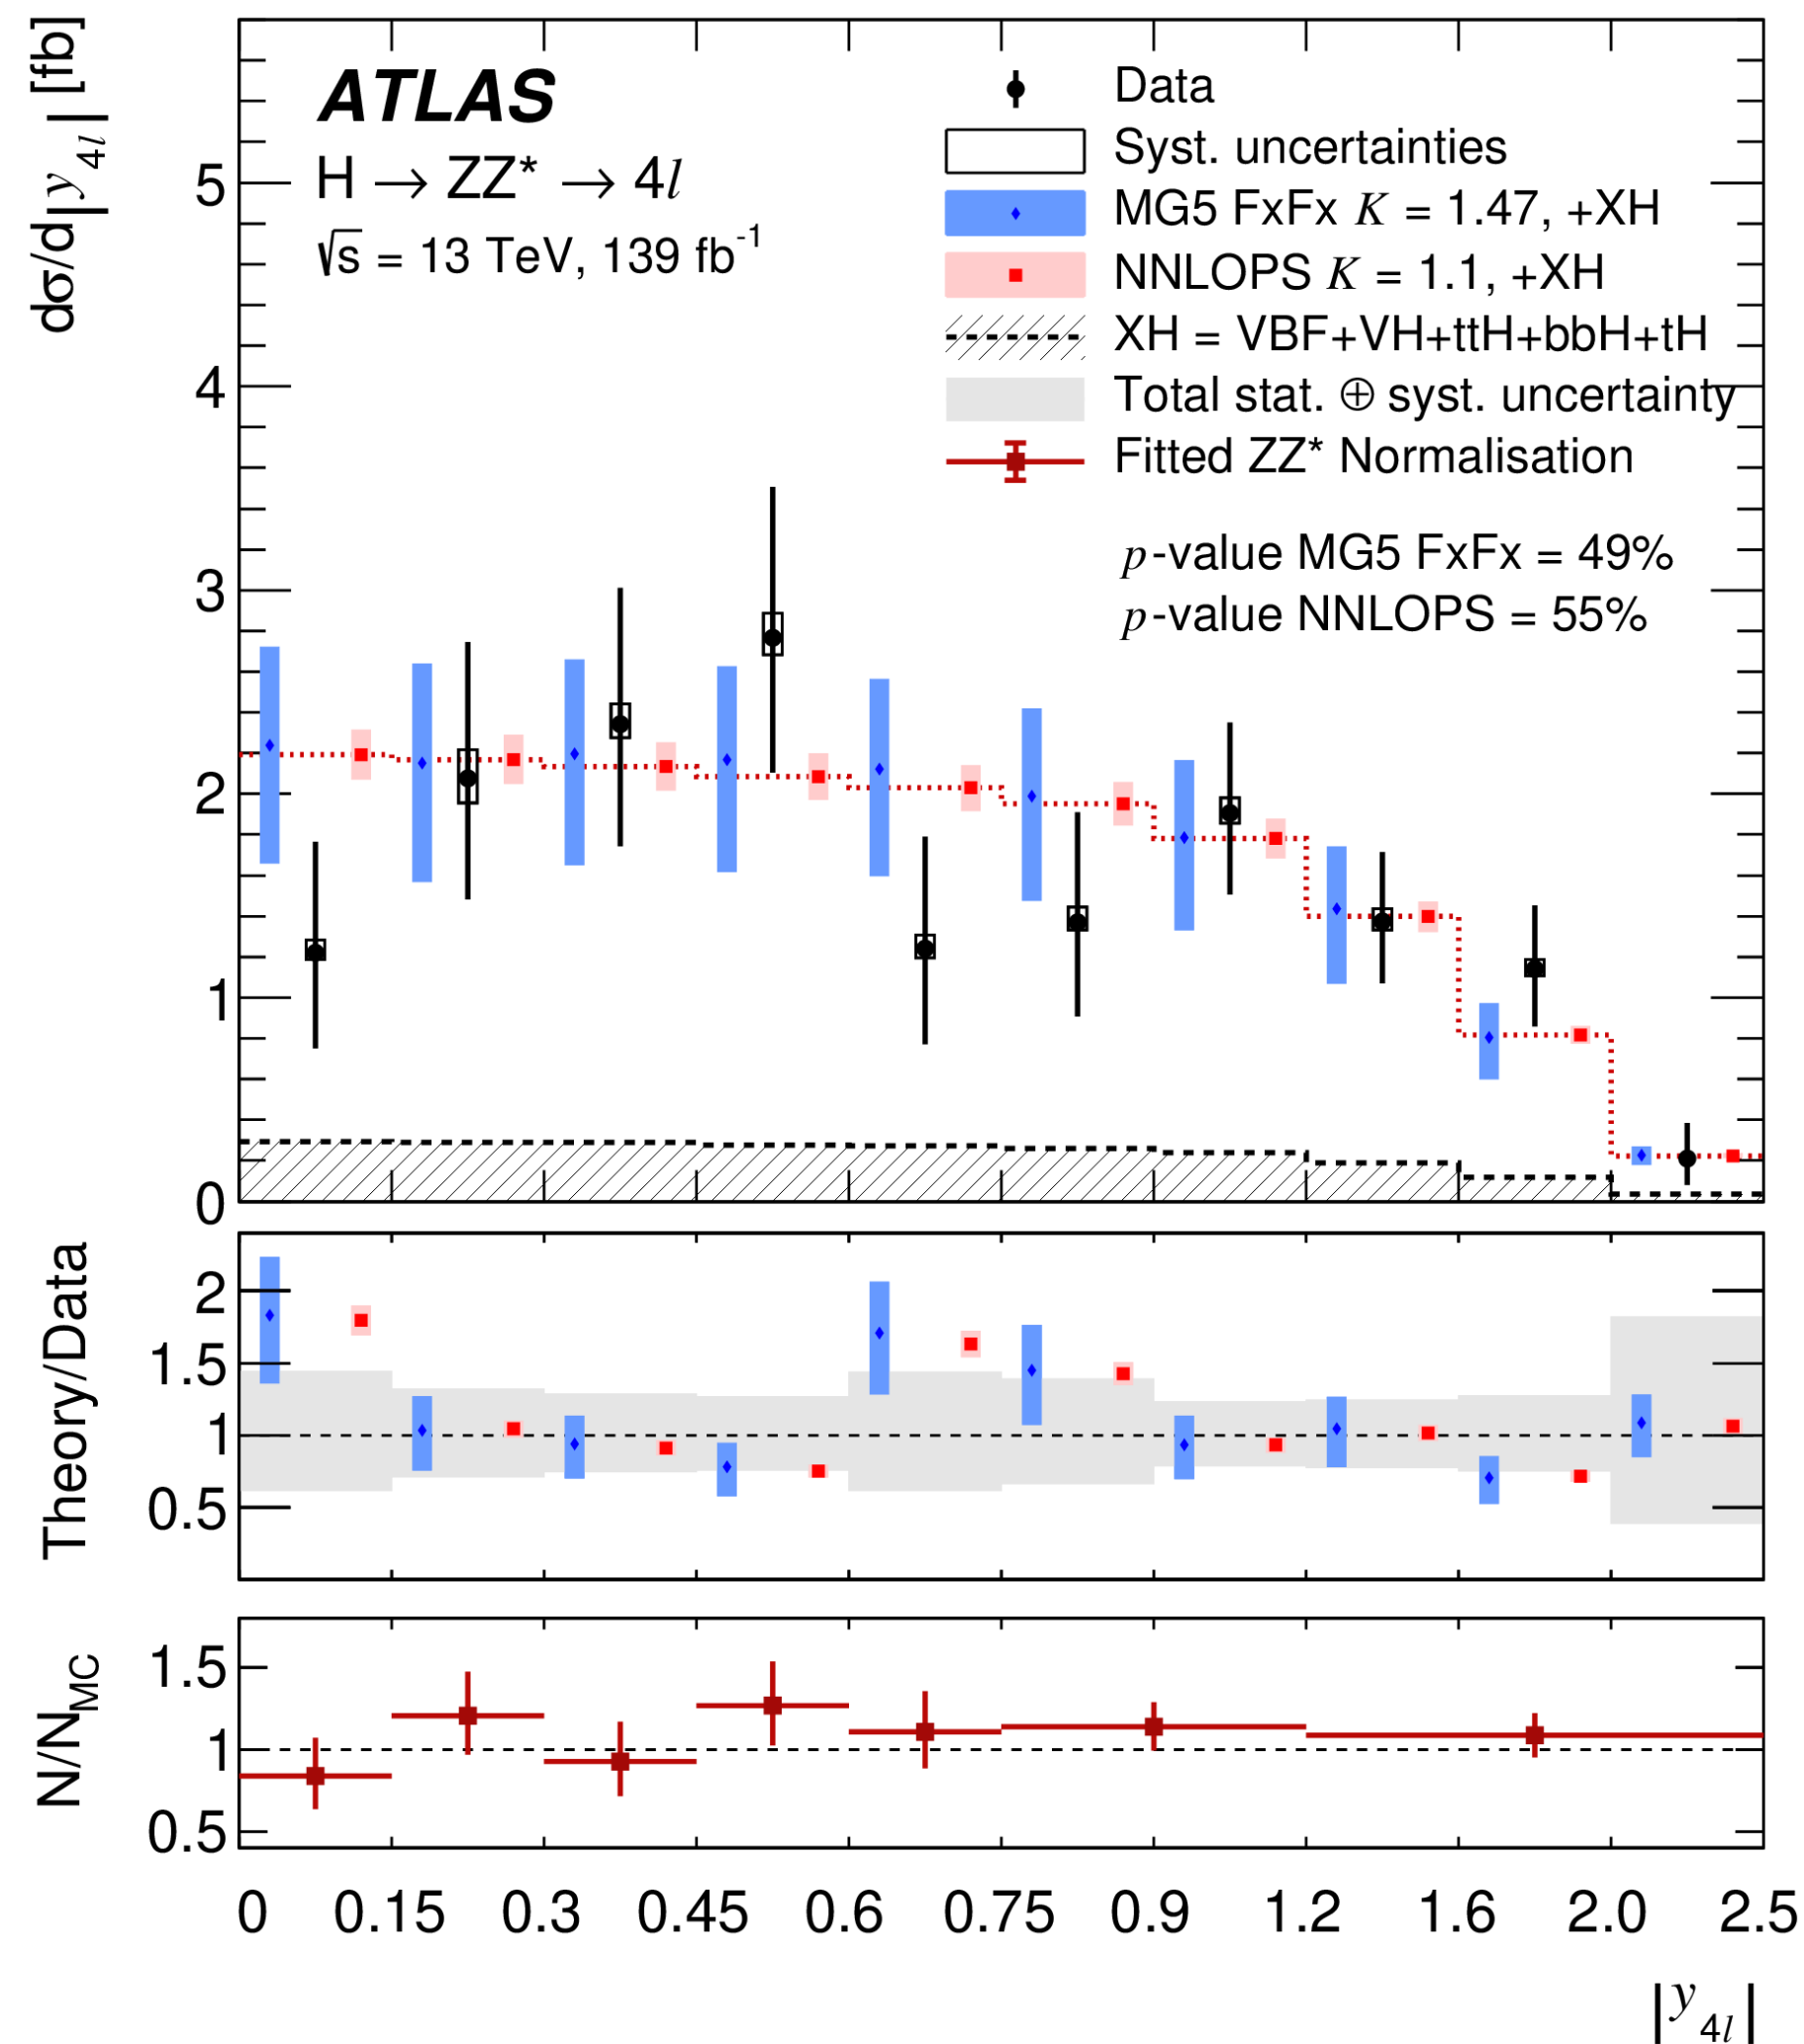 dσ/d|y4l| [fb]
ATLAS
H → ZZ* → 4l
√s = 13 TeV, 139 fb-1
Data
Syst. uncertainties
MG5 FxFx K = 1.47, +XH
NNLOPS K = 1.1, +XH
XH = VBF+VH+ttH+bbH+tH
Total stat. ⊕ syst. uncertainty
Fitted ZZ* Normalisation
p-value MG5 FxFx = 49%
p-value NNLOPS = 55%
5
4
3
2
1
0
Theory/Data
2
1.5
1
0.5
N/NMC
1.5
1
0.5
0 0.15 0.3 0.45 0.6 0.75 0.9 1.2 1.6 2.0 2.5
|y4l|